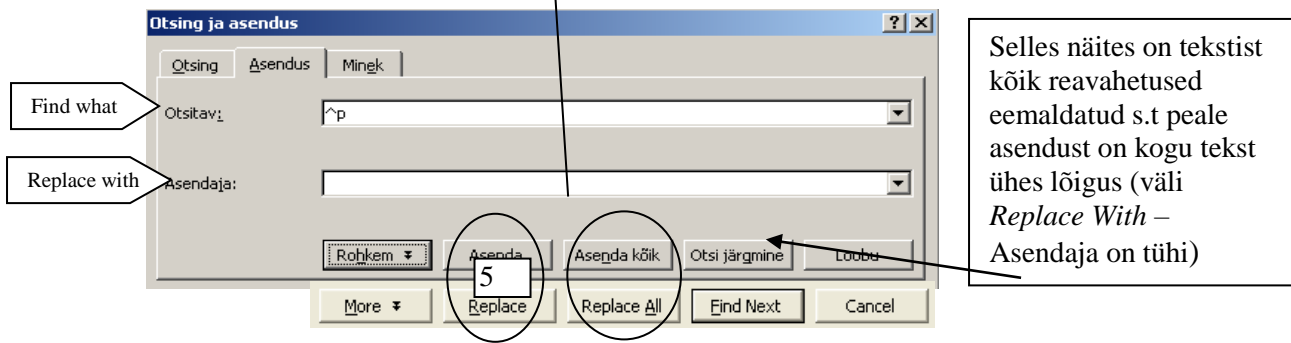 Otsing ja asendus
Otsing Asendus Minek
Find what
Otsitav:
^p
Replace with
Asendaja:
Rohkem Asenda Asenda kõik Otsi järgmine Loobu
5
More Replace Replace All Find Next Cancel
Selles näites on tekstist
kõik reavahetused
eemaldatud s.t peale
asendust on kogu tekst
ühes lõigus (väli
Replace With –
Asendaja on tühi)